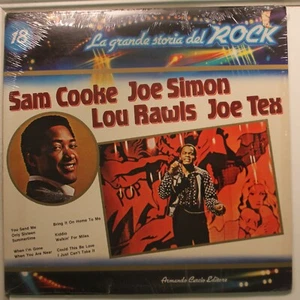 18
La grande storia del ROCK
Sam Cooke Joe Simon
Lou Rawls Joe Tex
You Send Me
Only Sixteen
Summertime
When I'm Gone
When You Are Near
Bring It On Home To Me
Kiddio
Walkin' For Miles
Could This Be Love
I Just Can't Take It
POP
Armando Curcio Editore